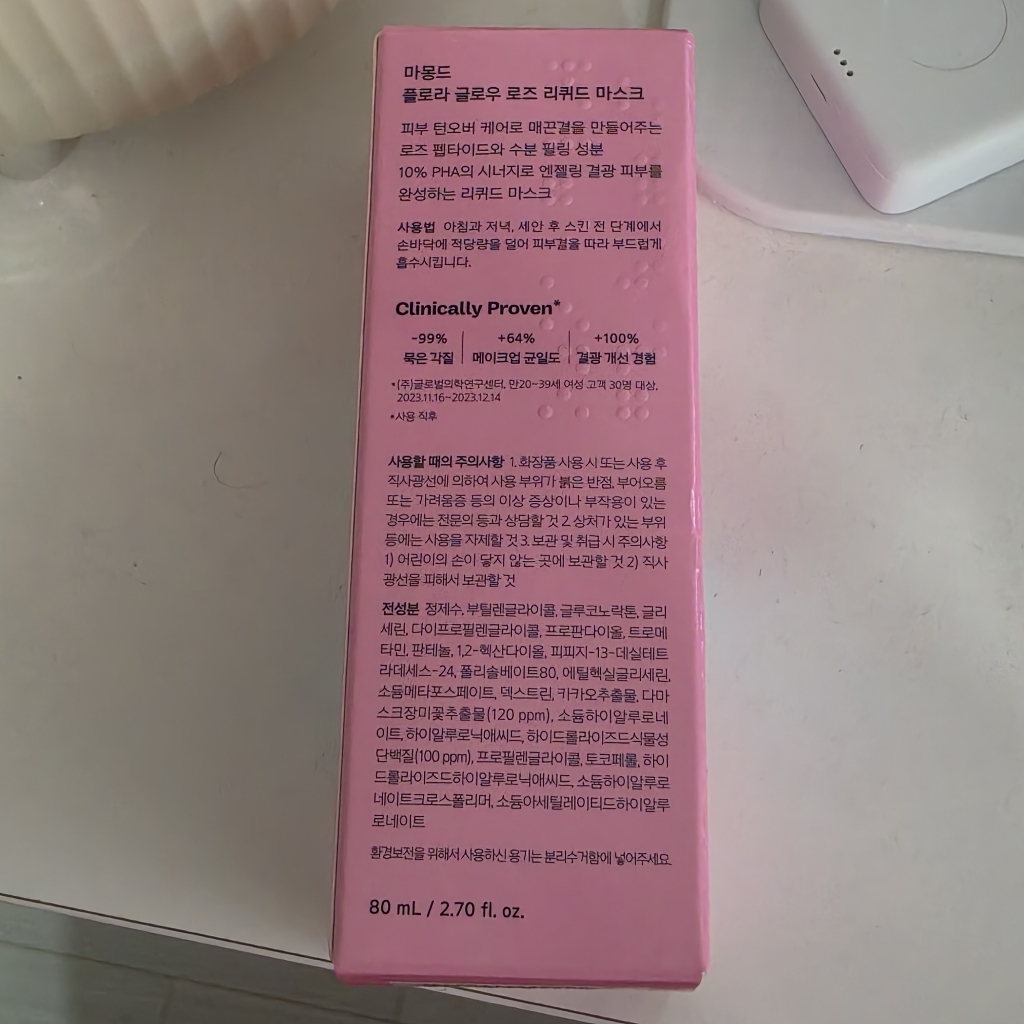 마몽드
플로라 글로우 로즈 리퀴드 마스크
피부 턴오버 케어로 매끈결을 만들어주는
로즈 펩타이드와 수분 필링 성분
10% PHA의 시너지로 엔젤링 결광 피부를
완성하는 리퀴드 마스크
사용법 아침과 저녁, 세안 후 스킨 전 단계에서
손바닥에 적당량을 덜어 피부결을 따라 부드럽게
흡수시킵니다.
Clinically Proven*
-99% +64% +100%
묵은 각질 메이크업 균일도 결광 개선 경험
*(주)글로벌의학연구센터, 만20~39세 여성 고객 30명 대상,
2023.11.16~2023.12.14
*사용 직후
사용할 때의 주의사항 1. 화장품 사용 시 또는 사용 후
직사광선에 의하여 사용 부위가 붉은 반점, 부어오름
또는 가려움증 등의 이상 증상이나 부작용이 있는
경우에는 전문의 등과 상담할 것 2. 상처가 있는 부위
등에는 사용을 자제할 것 3. 보관 및 취급 시 주의사항
1) 어린이의 손이 닿지 않는 곳에 보관할 것 2) 직사
광선을 피해서 보관할 것
전성분 정제수, 부틸렌글라이콜, 글루코노락톤, 글리
세린, 다이프로필렌글라이콜, 프로판다이올, 트로메
타민, 판테놀, 1,2-헥산다이올, 피피지-13-데실테트
라데세스-24, 폴리솔베이트80, 에틸헥실글리세린,
소듐메타포스페이트, 덱스트린, 카카오추출물, 다마
스크장미꽃추출물(120 ppm), 소듐하이알루로네
이트, 하이알루로닉애씨드, 하이드롤라이즈드식물성
단백질(100 ppm), 프로필렌글라이콜, 토코페롤, 하이
드롤라이즈드하이알루로닉애씨드, 소듐하이알루로
네이트크로스폴리머, 소듐아세틸레이티드하이알루
로네이트
환경보전을 위해서 사용하신 용기는 분리수거함에 넣어주세요.
80 mL / 2.70 fl. oz.